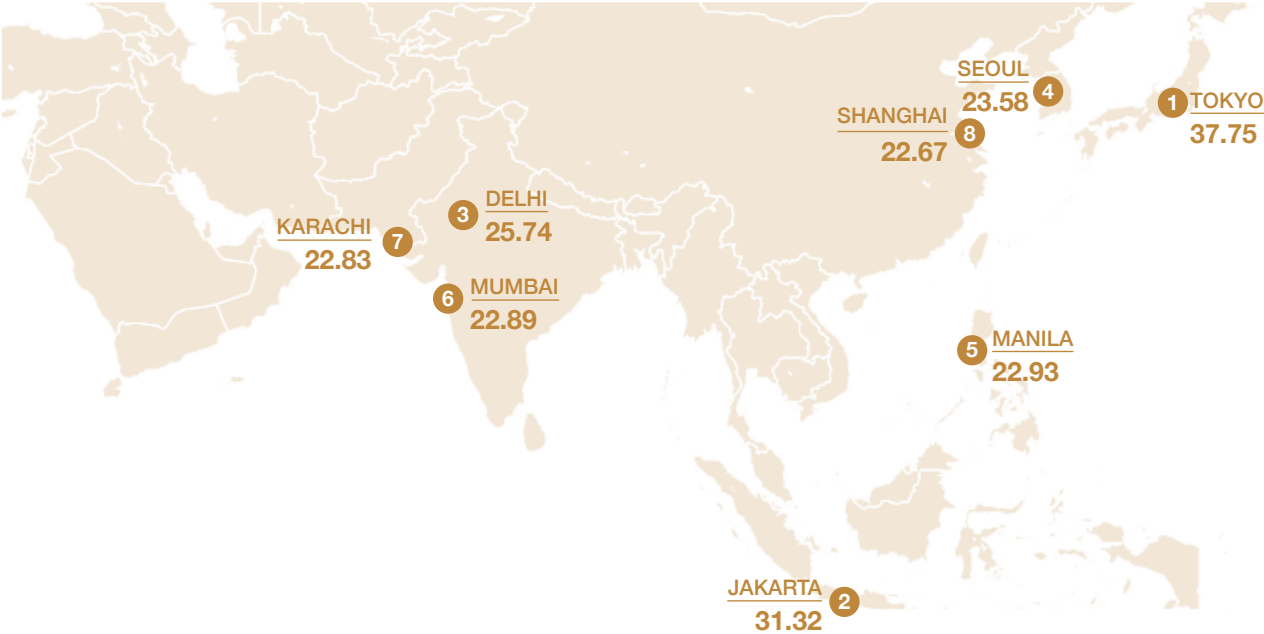 SEOUL
23.58
4
1
TOKYO
37.75
SHANGHAI
22.67
8
3
DELHI
25.74
KARACHI
22.83
7
6
MUMBAI
22.89
5
MANILA
22.93
JAKARTA
31.32
2